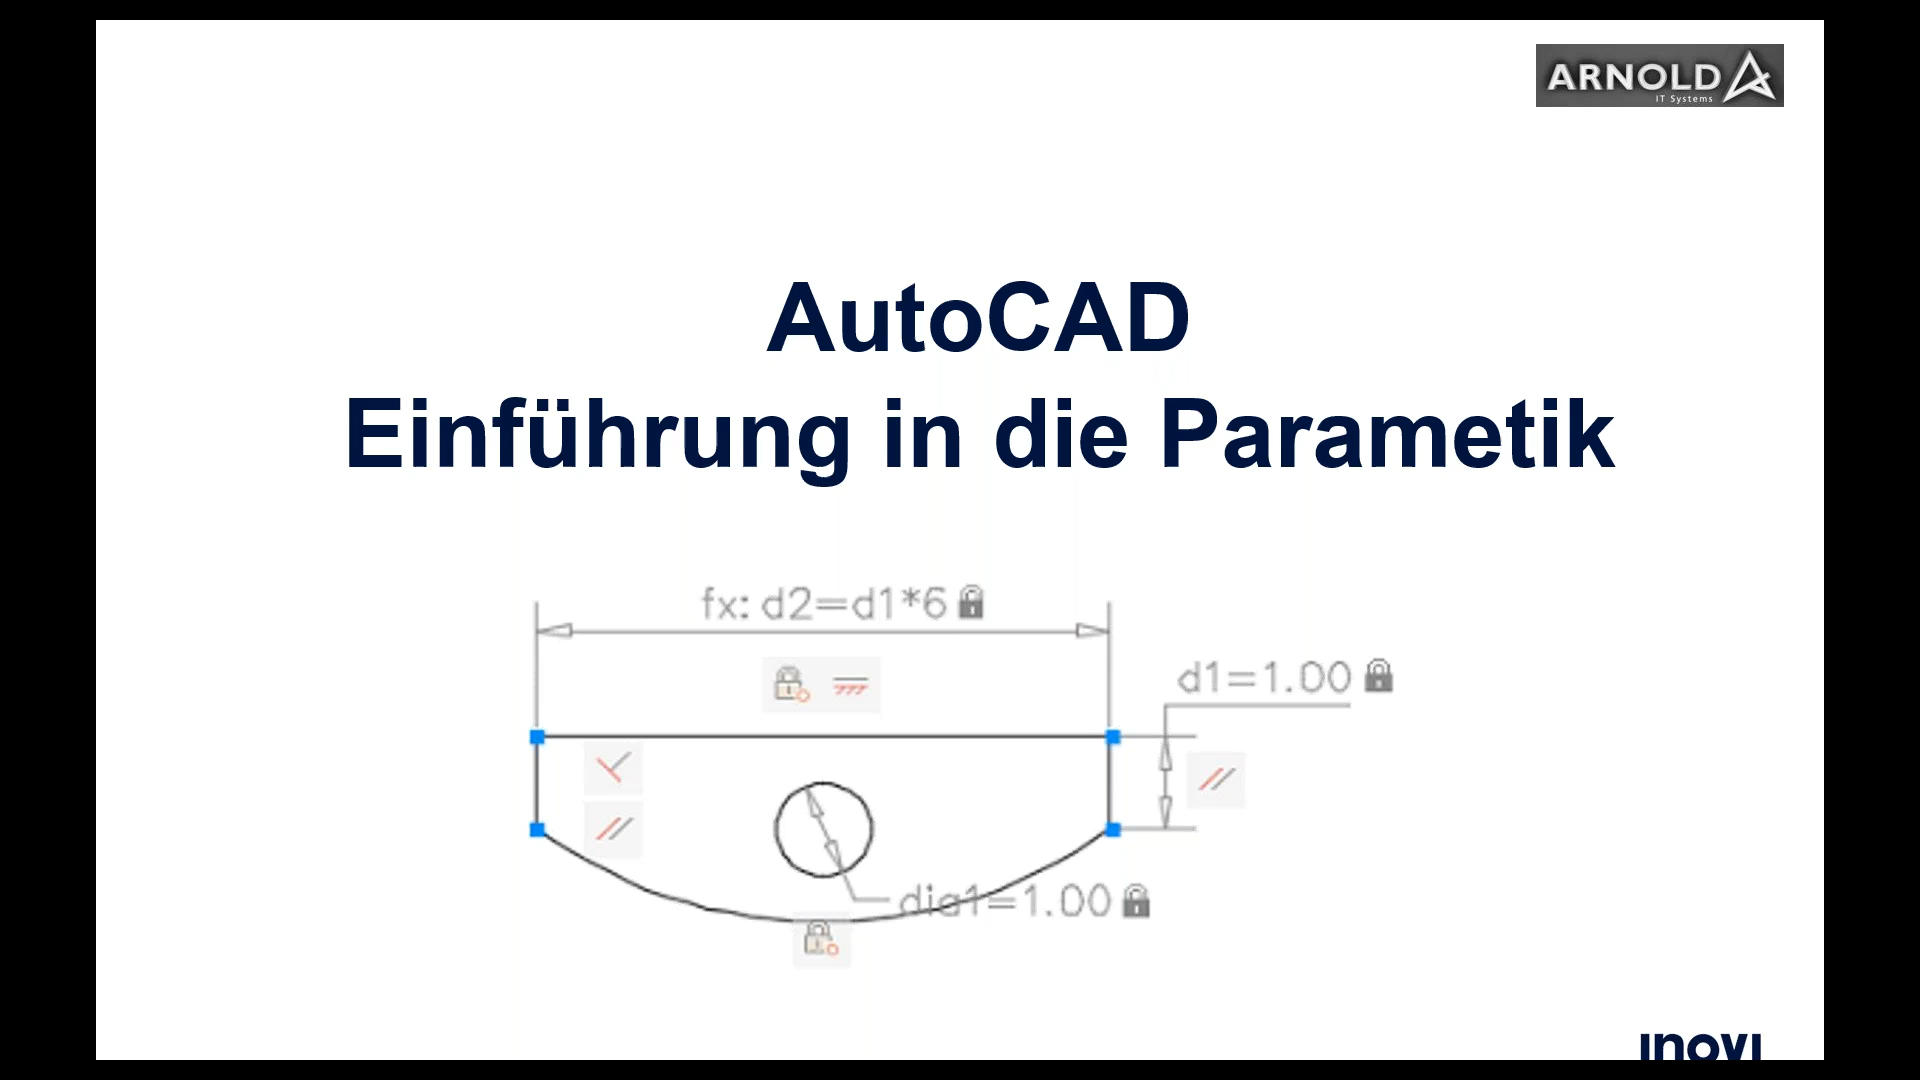 ARNOLD
IT Systems
AutoCAD
Einführung in die Parametik
fx: d2=d1*6
d1=1.00
dia1=1.00
inovi